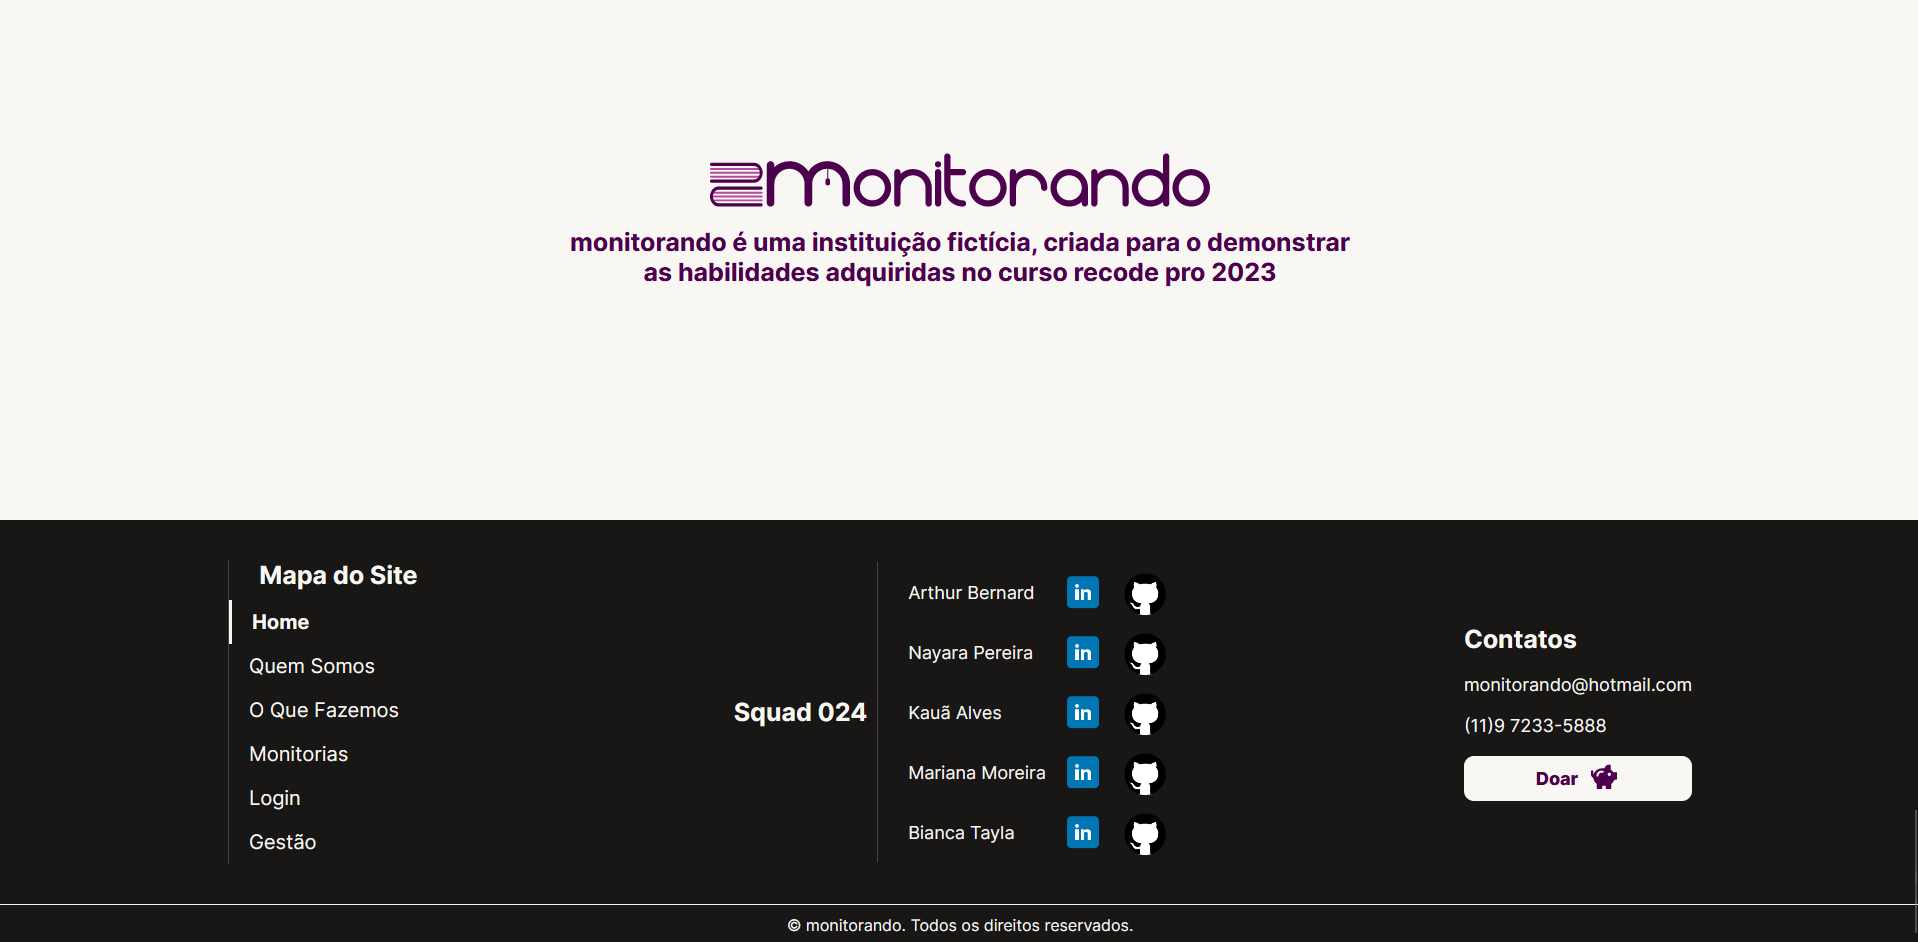 monitorando
monitorando é uma instituição fictícia, criada para o demonstrar
as habilidades adquiridas no curso recode pro 2023
Mapa do Site
Home
Quem Somos
O Que Fazemos
Monitorias
Login
Gestão
Squad 024
Arthur Bernard in
Nayara Pereira in
Kauã Alves in
Mariana Moreira in
Bianca Tayla in
Contatos
monitorando@hotmail.com
(11)9 7233-5888
Doar
© monitorando. Todos os direitos reservados.